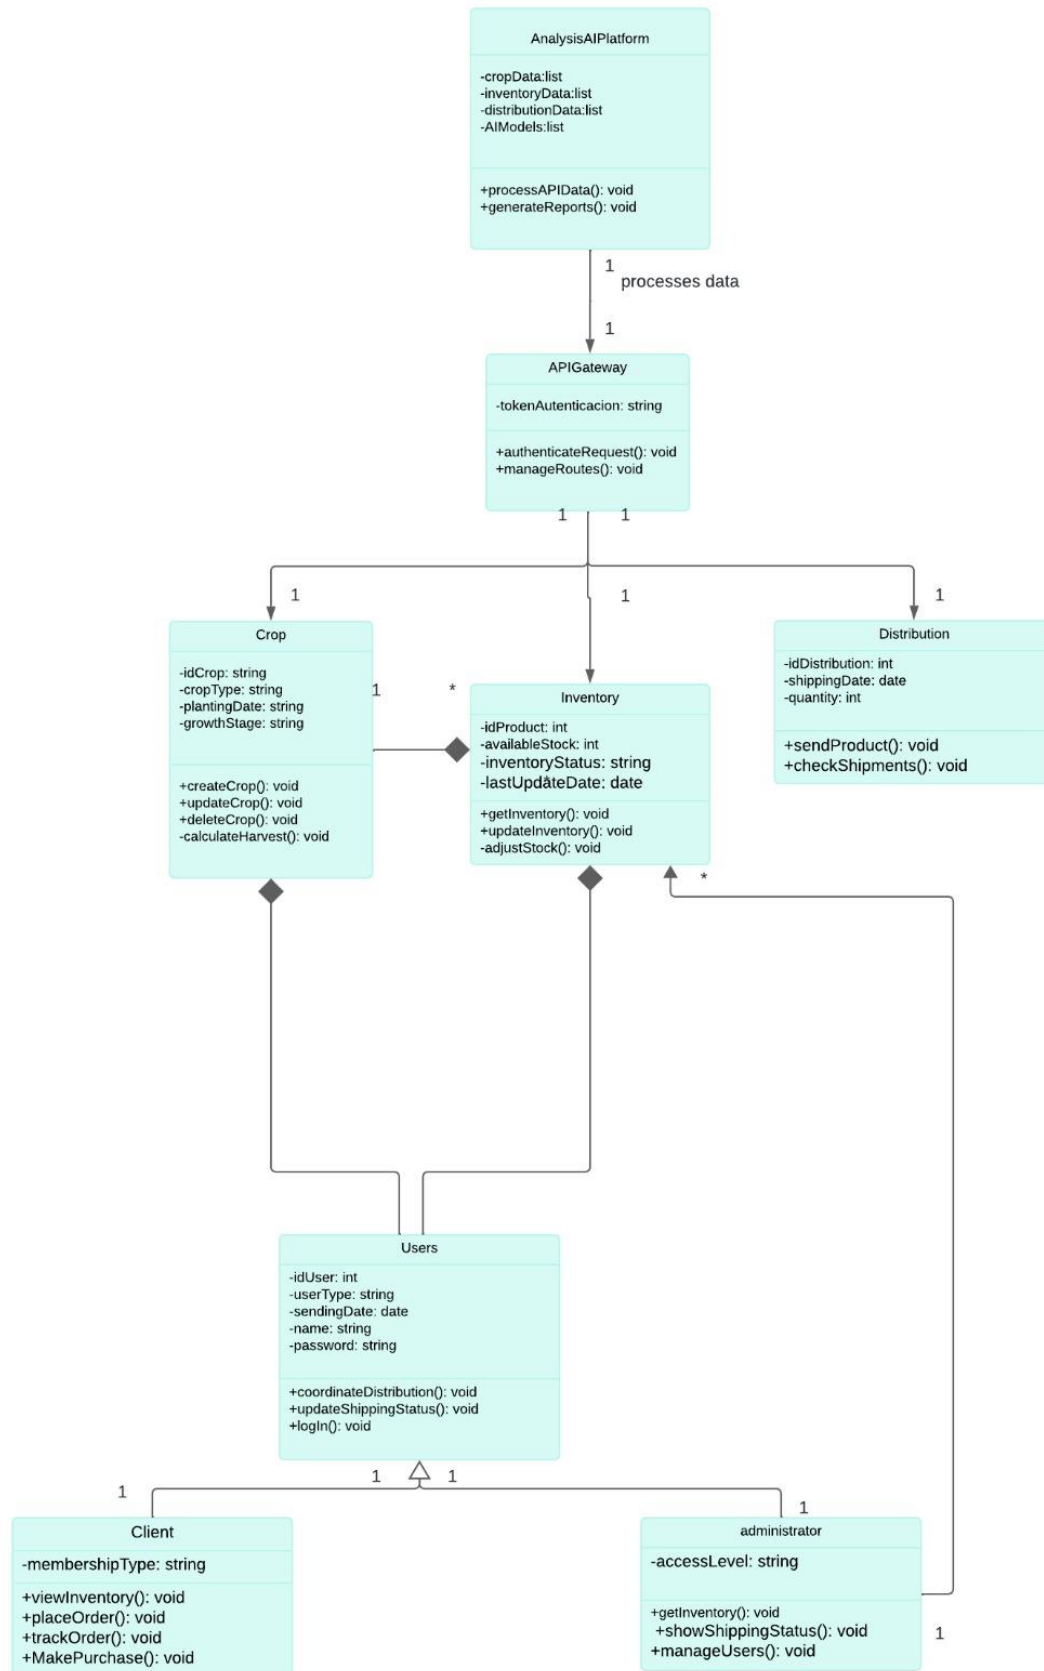 AnalysisAIPlatform
-cropData:list
-inventoryData:list
-distributionData:list
-AIModels:list
+processAPIData(): void
+generateReports(): void
1
processes data
1
APIGateway
-tokenAutenticacion: string
+authenticateRequest(): void
+manageRoutes(): void
1 1
1 1 1
Crop
-idCrop: string
-cropType: string
-plantingDate: string
-growthStage: string
+createCrop(): void
+updateCrop(): void
+deleteCrop(): void
-calculateHarvest(): void
1 *
Inventory
-idProduct: int
-availableStock: int
-inventoryStatus: string
-lastUpdateDate: date
*
+getInventory(): void
+updateInventory(): void
-adjustStock(): void
Distribution
-idDistribution: int
-shippingDate: date
-quantity: int
+sendProduct(): void
+checkShipments(): void
*
Users
-idUser: int
-userType: string
-sendingDate: date
-name: string
-password: string
+coordinateDistribution(): void
+updateShippingStatus(): void
+logIn(): void
1 1
1 1
Client
-membershipType: string
+viewInventory(): void
+placeOrder(): void
+trackOrder(): void
+MakePurchase(): void
administrator
-accessLevel: string
+getInventory(): void
+showShippingStatus(): void
+manageUsers(): void
1